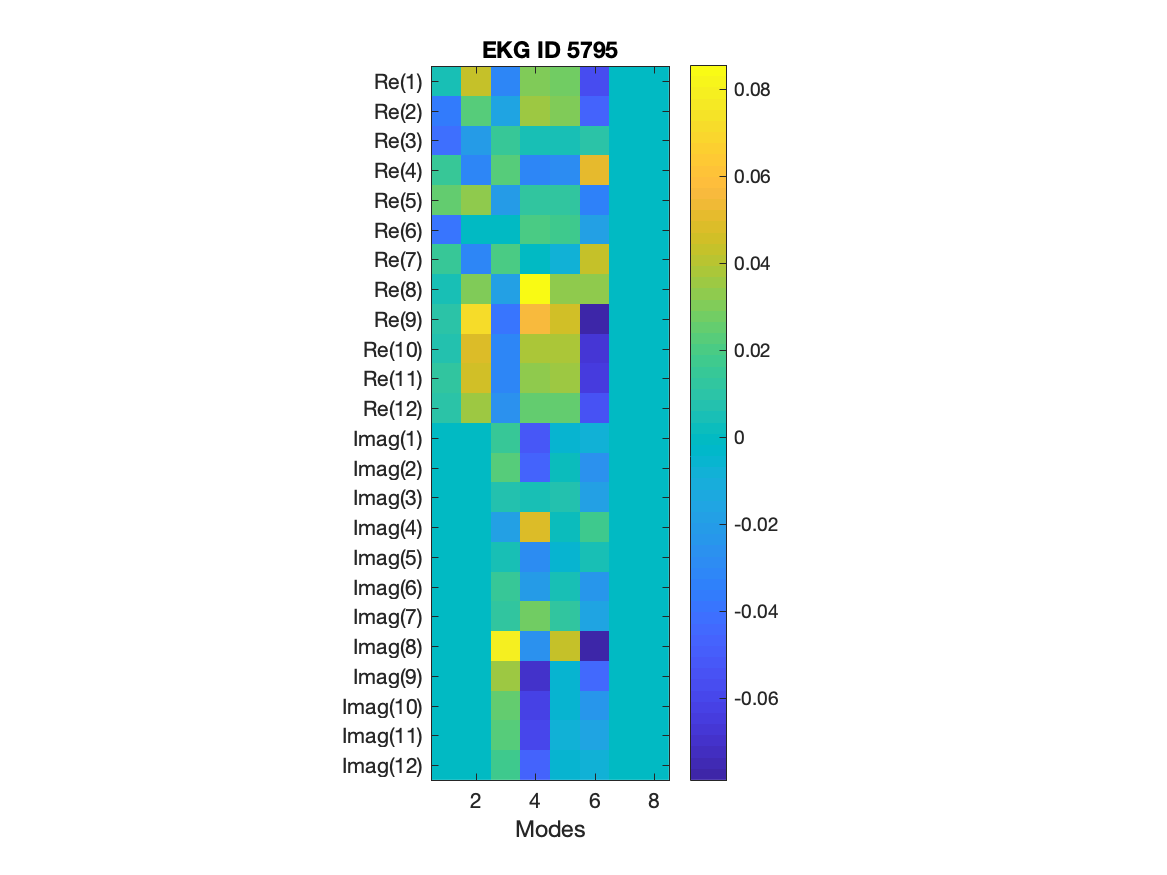 EKG ID 5795
Re(1)
Re(2)
Re(3)
Re(4)
Re(5)
Re(6)
Re(7)
Re(8)
Re(9)
Re(10)
Re(11)
Re(12)
Imag(1)
Imag(2)
Imag(3)
Imag(4)
Imag(5)
Imag(6)
Imag(7)
Imag(8)
Imag(9)
Imag(10)
Imag(11)
Imag(12)
2 4 6 8
Modes
0.08
0.06
0.04
0.02
0
-0.02
-0.04
-0.06